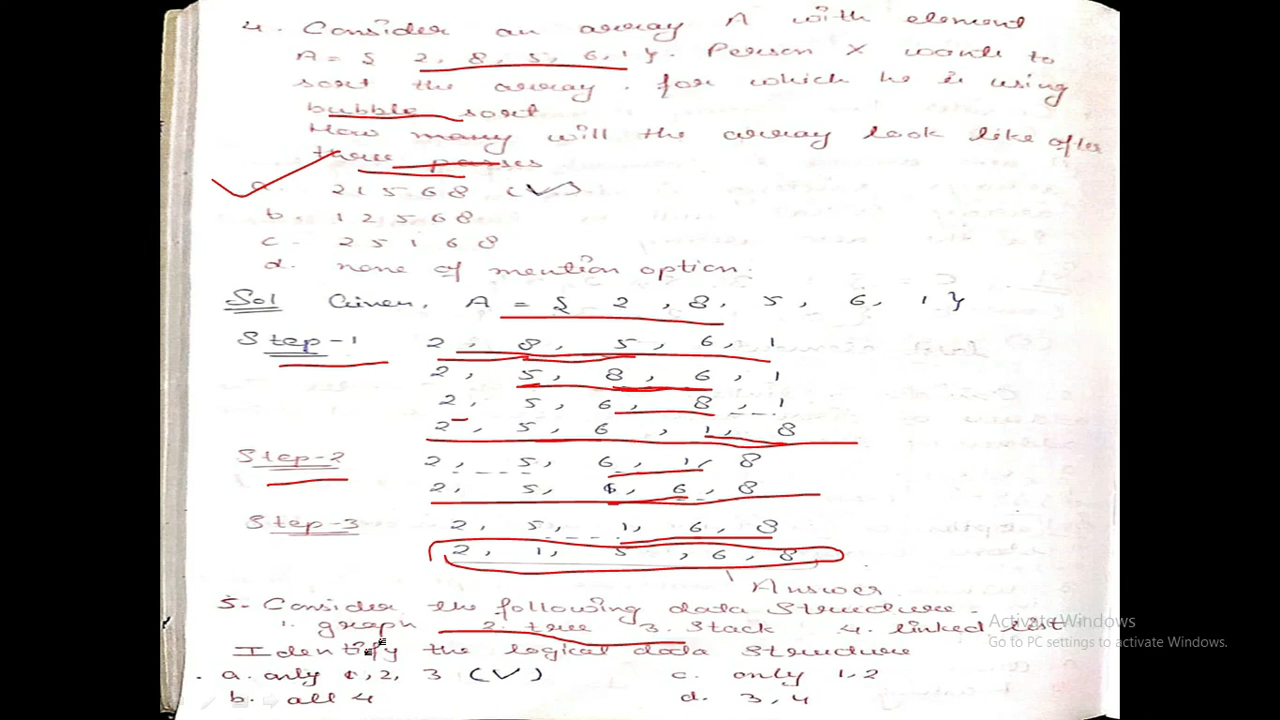 4. Consider an array A with element
A = { 2, 8, 5, 6, 1 }. Person X wants to
sort the array. for which he is using
bubble sort
How many will the array look like after
three passes
a. 2 1 5 6 8 (✓)
b. 1 2 5 6 8
c. 2 5 1 6 8
d. none of mention option.
Sol Given, A = { 2, 8, 5, 6, 1 }
Step-1 2, 8, 5, 6, 1
2, 5, 8, 6, 1
2, 5, 6, 8, 1
2, 5, 6, 1, 8
Step-2 2, 5, 6, 1, 8
2, 5, 1, 6, 8
Step-3 2, 5, 1, 6, 8
2, 1, 5, 6, 8
Answer
5. Consider the following data structure -
1. graph 2. tree 3. Stack 4. linked list
Identify the logical data structure
a. only 1, 2, 3 (✓) c. only 1, 2
b. all 4 d. 3, 4
Activate Windows
Go to PC settings to activate Windows.